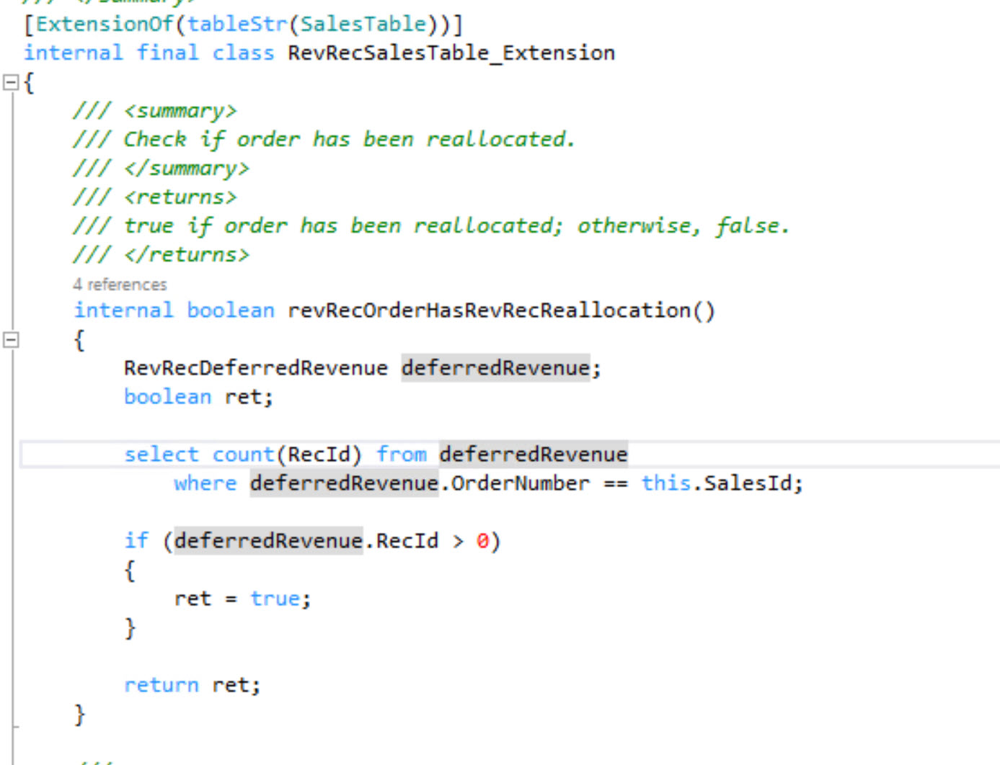 /// </summary>
[ExtensionOf(tableStr(SalesTable))]
internal final class RevRecSalesTable_Extension
{
/// <summary>
/// Check if order has been reallocated.
/// </summary>
/// <returns>
/// true if order has been reallocated; otherwise, false.
/// </returns>
4 references
internal boolean revRecOrderHasRevRecReallocation()
{
RevRecDeferredRevenue deferredRevenue;
boolean ret;
select count(RecId) from deferredRevenue
where deferredRevenue.OrderNumber == this.SalesId;
if (deferredRevenue.RecId > 0)
{
ret = true;
}
return ret;
}
///